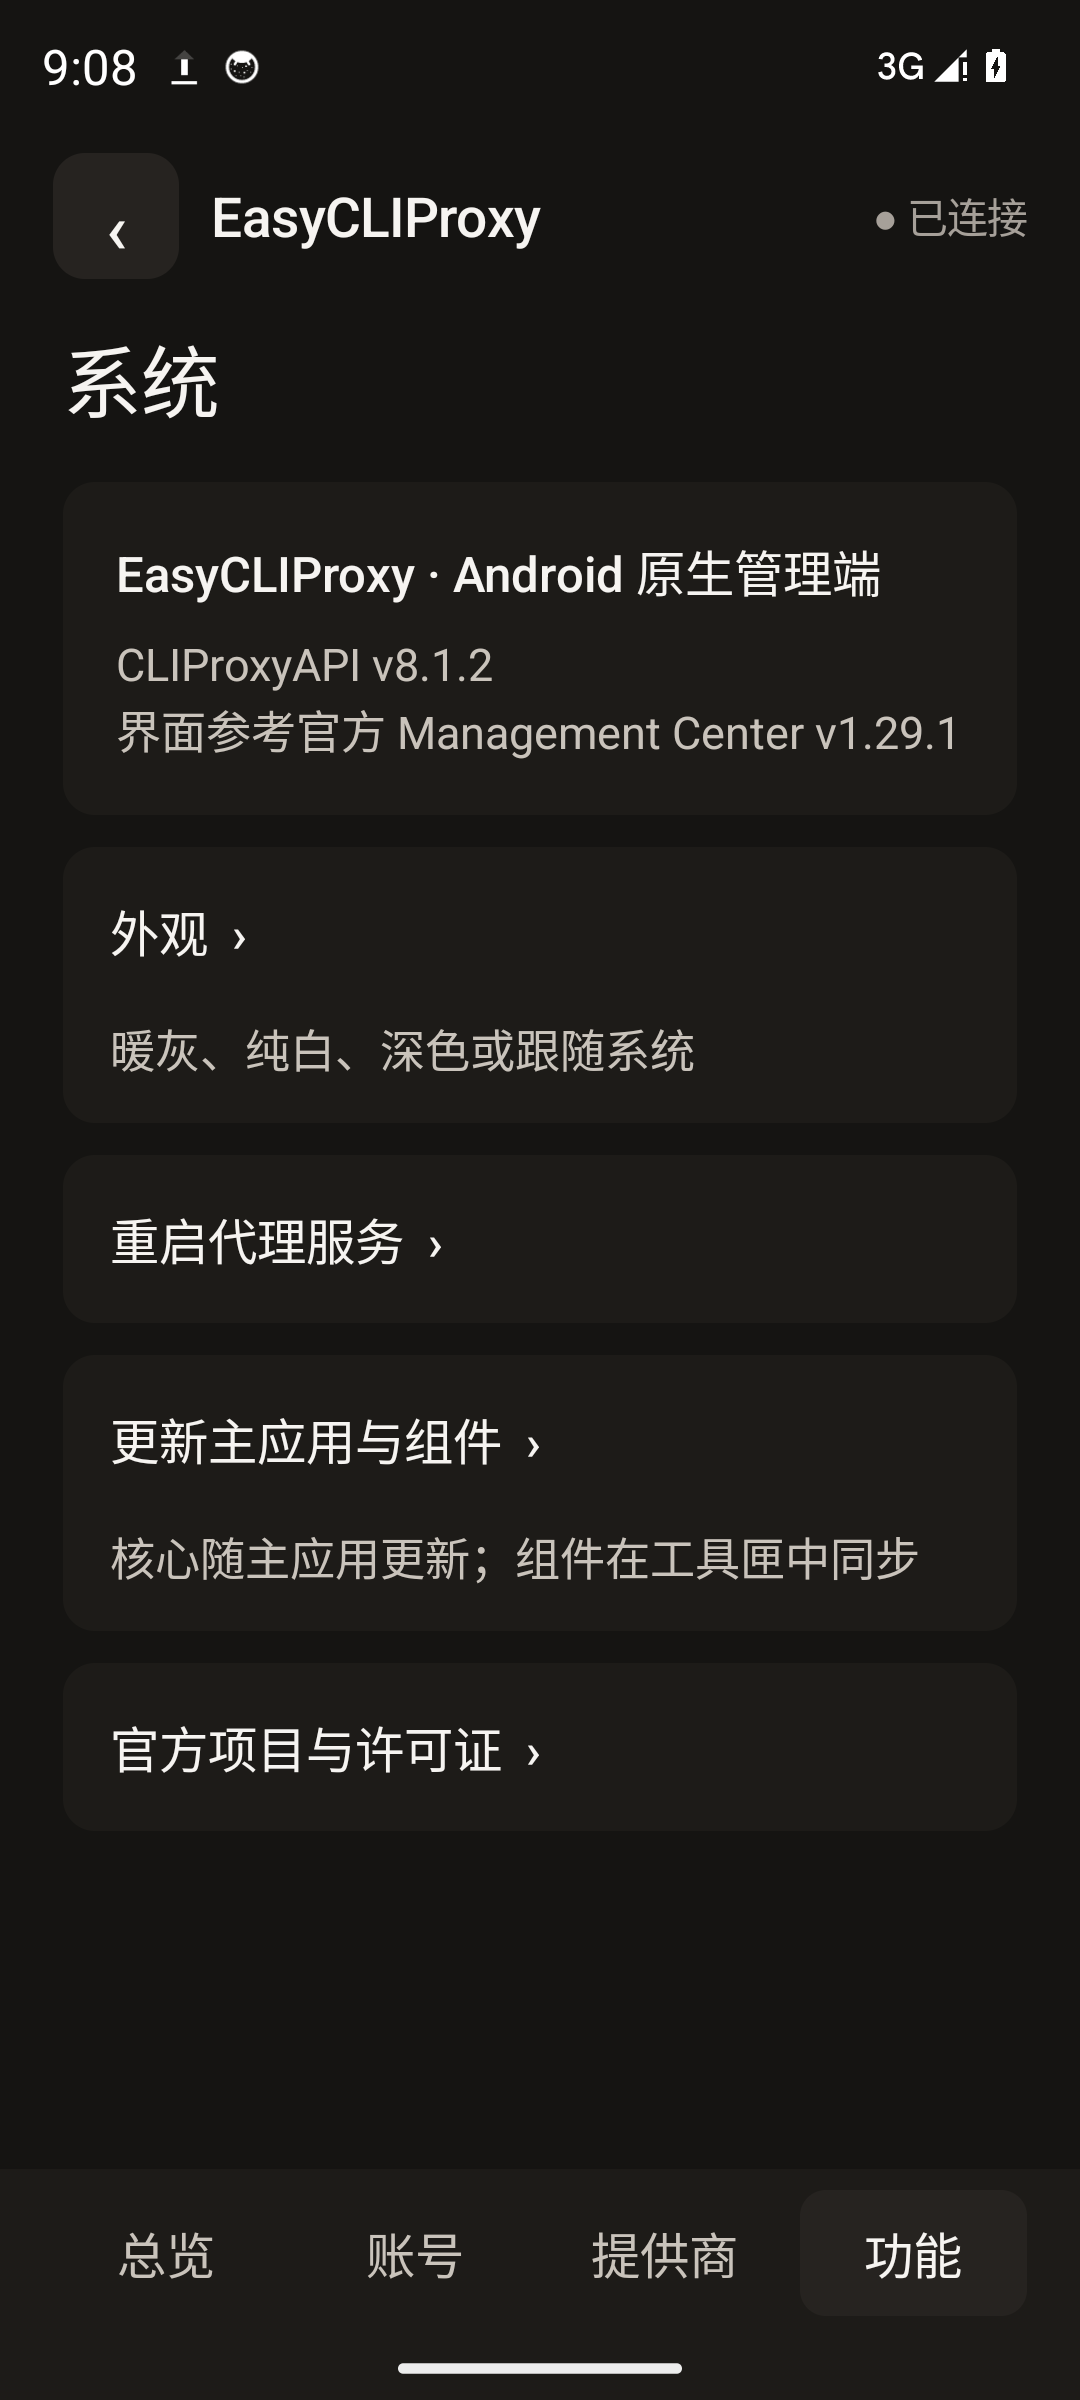 9:08
3G
EasyCLIProxy
已连接
系统
EasyCLIProxy · Android 原生管理端
CLIProxyAPI v8.1.2
界面参考官方 Management Center v1.29.1
外观 ›
暖灰、纯白、深色或跟随系统
重启代理服务 ›
更新主应用与组件 ›
核心随主应用更新；组件在工具匣中同步
官方项目与许可证 ›
总览
账号
提供商
功能